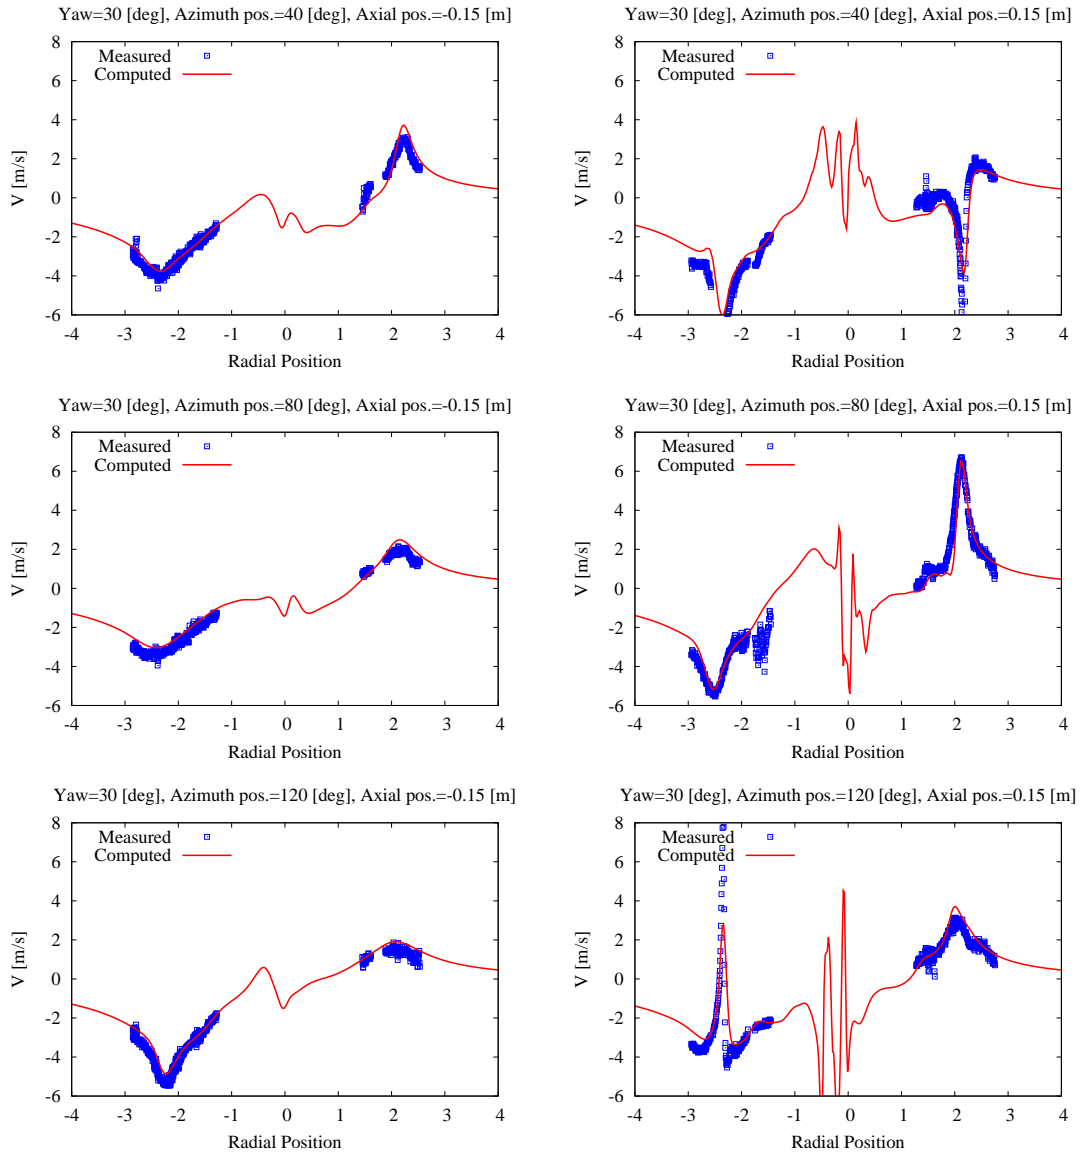 Yaw=30 [deg], Azimuth pos.=40 [deg], Axial pos.=-0.15 [m]
8
6
4
2
0
-2
-4
-6
V [m/s]
Measured
Computed
-4 -3 -2 -1 0 1 2 3 4
Radial Position
Yaw=30 [deg], Azimuth pos.=40 [deg], Axial pos.=0.15 [m]
8
6
4
2
0
-2
-4
-6
V [m/s]
Measured
Computed
-4 -3 -2 -1 0 1 2 3 4
Radial Position
Yaw=30 [deg], Azimuth pos.=80 [deg], Axial pos.=-0.15 [m]
8
6
4
2
0
-2
-4
-6
V [m/s]
Measured
Computed
-4 -3 -2 -1 0 1 2 3 4
Radial Position
Yaw=30 [deg], Azimuth pos.=80 [deg], Axial pos.=0.15 [m]
8
6
4
2
0
-2
-4
-6
V [m/s]
Measured
Computed
-4 -3 -2 -1 0 1 2 3 4
Radial Position
Yaw=30 [deg], Azimuth pos.=120 [deg], Axial pos.=-0.15 [m]
8
6
4
2
0
-2
-4
-6
V [m/s]
Measured
Computed
-4 -3 -2 -1 0 1 2 3 4
Radial Position
Yaw=30 [deg], Azimuth pos.=120 [deg], Axial pos.=0.15 [m]
8
6
4
2
0
-2
-4
-6
V [m/s]
Measured
Computed
-4 -3 -2 -1 0 1 2 3 4
Radial Position